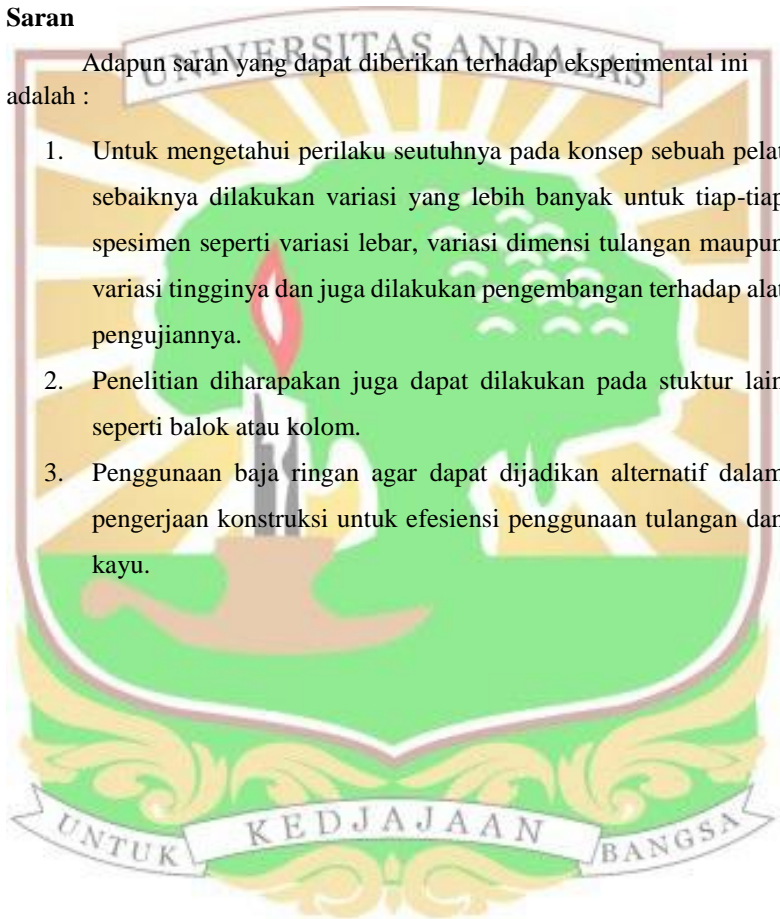 Saran
UNIVERSITAS ANDALAS
Adapun saran yang dapat diberikan terhadap eksperimental ini
adalah :
1. Untuk mengetahui perilaku seutuhnya pada konsep sebuah pelat
sebaiknya dilakukan variasi yang lebih banyak untuk tiap-tiap
spesimen seperti variasi lebar, variasi dimensi tulangan maupun
variasi tingginya dan juga dilakukan pengembangan terhadap alat
pengujiannya.
2. Penelitian diharapakan juga dapat dilakukan pada stuktur lain
seperti balok atau kolom.
3. Penggunaan baja ringan agar dapat dijadikan alternatif dalam
pengerjaan konstruksi untuk efesiensi penggunaan tulangan dan
kayu.
UNTUK KEDJAJAAN BANGSA